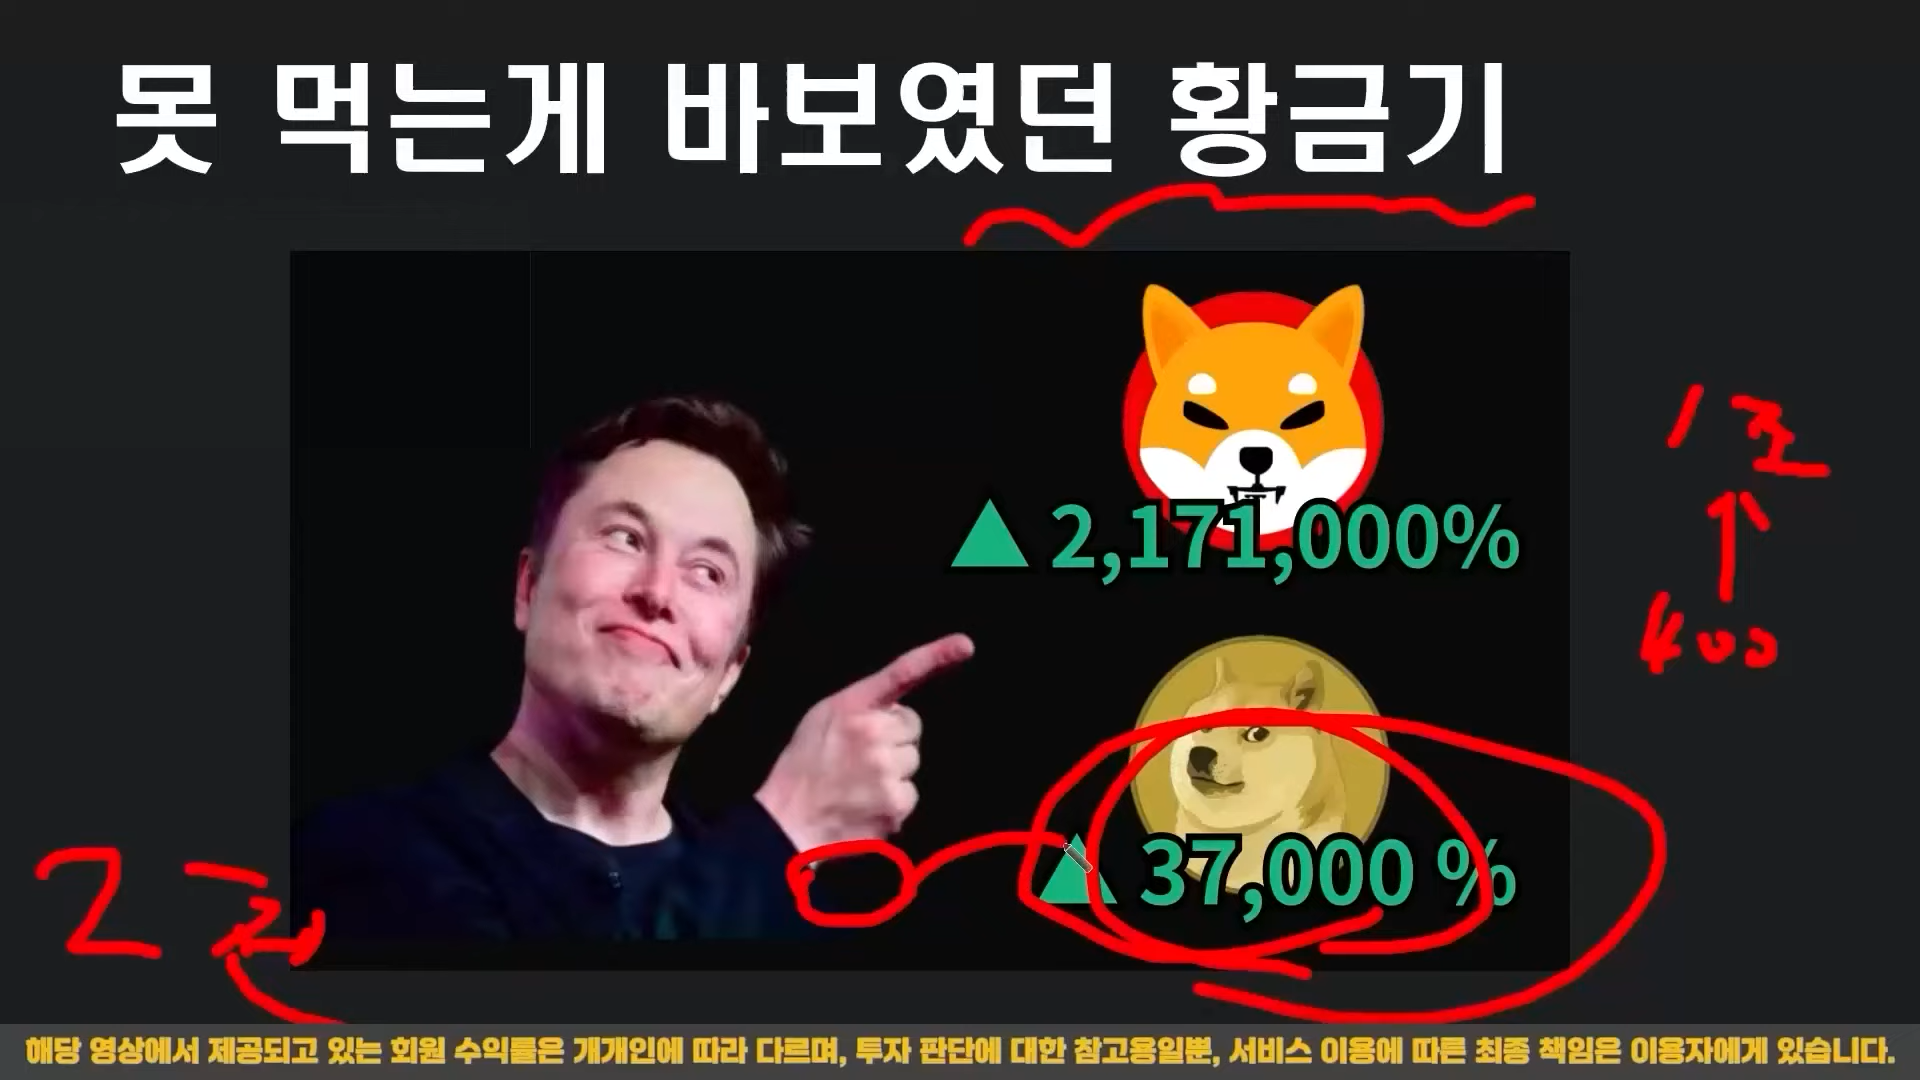 못 먹는게 바보였던 황금기
▲ 2,171,000%
1조
400
▲ 37,000 %
해당 영상에서 제공되고 있는 회원 수익률은 개개인에 따라 다르며, 투자 판단에 대한 참고용일뿐, 서비스 이용에 따른 최종 책임은 이용자에게 있습니다.